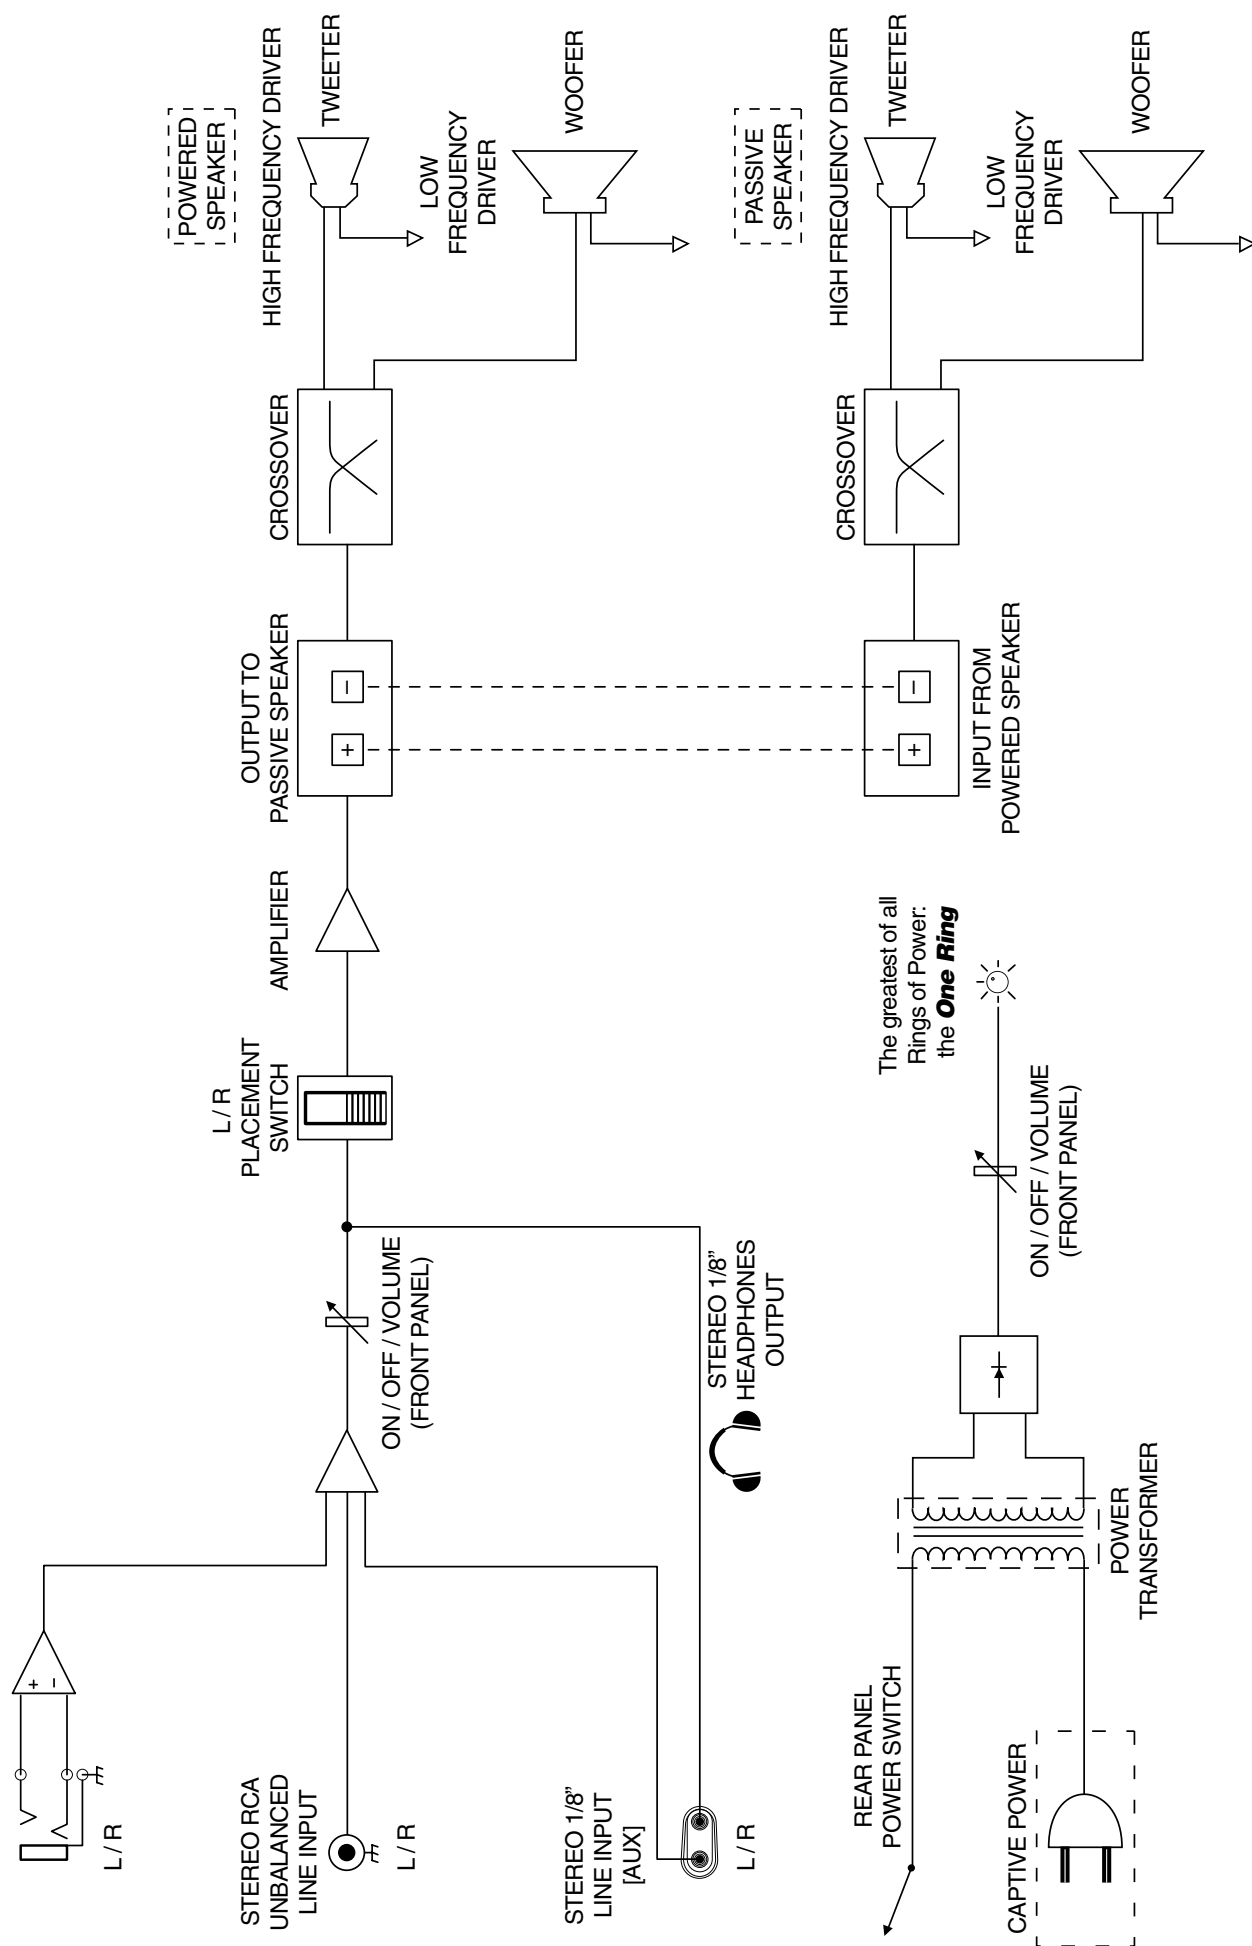 L / R
STEREO RCA
UNBALANCED
LINE INPUT
L / R
STEREO 1/8”
LINE INPUT
[AUX]
L / R
ON / OFF / VOLUME
(FRONT PANEL)
STEREO 1/8”
HEADPHONES
OUTPUT
L / R
PLACEMENT
SWITCH
AMPLIFIER
OUTPUT TO
PASSIVE SPEAKER
CROSSOVER
POWERED
SPEAKER
HIGH FREQUENCY DRIVER
TWEETER
LOW
FREQUENCY
DRIVER
WOOFER
INPUT FROM
POWERED SPEAKER
CROSSOVER
PASSIVE
SPEAKER
HIGH FREQUENCY DRIVER
TWEETER
LOW
FREQUENCY
DRIVER
WOOFER
REAR PANEL
POWER SWITCH
CAPTIVE POWER
POWER
TRANSFORMER
ON / OFF / VOLUME
(FRONT PANEL)
The greatest of all
Rings of Power:
the One Ring